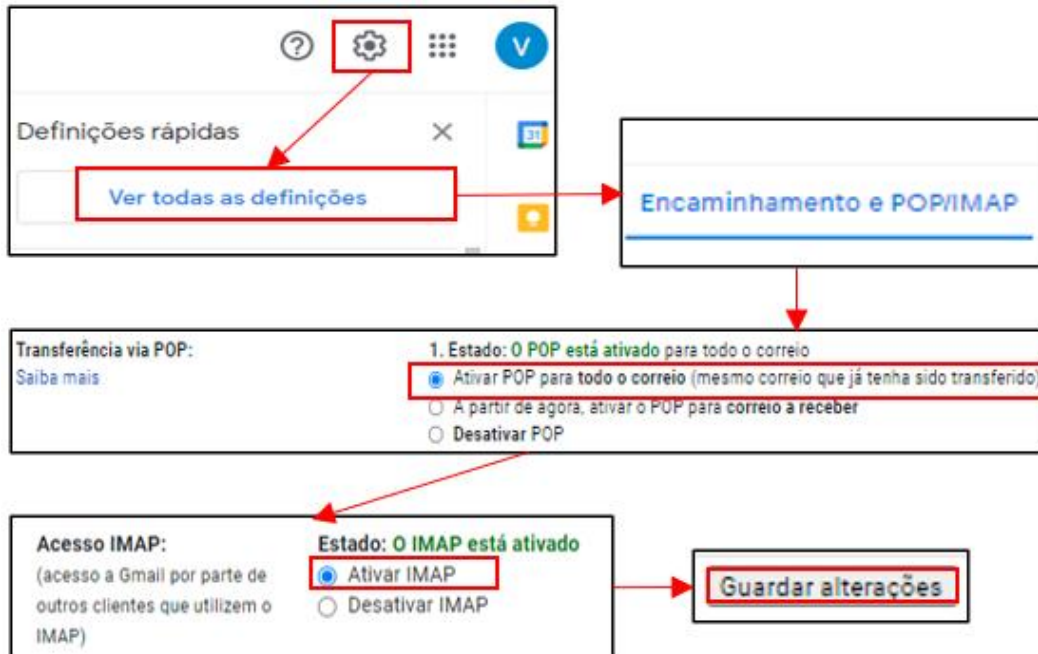 V
Definições rápidas
31
Ver todas as definições
Encaminhamento e POP/IMAP
Transferência via POP:
Saiba mais
1. Estado: O POP está ativado para todo o correio
Ativar POP para todo o correio (mesmo correio que já tenha sido transferido)
A partir de agora, ativar o POP para correio a receber
Desativar POP
Acesso IMAP:
(acesso a Gmail por parte de
outros clientes que utilizem o
IMAP)
Estado: O IMAP está ativado
Ativar IMAP
Desativar IMAP
Guardar alterações